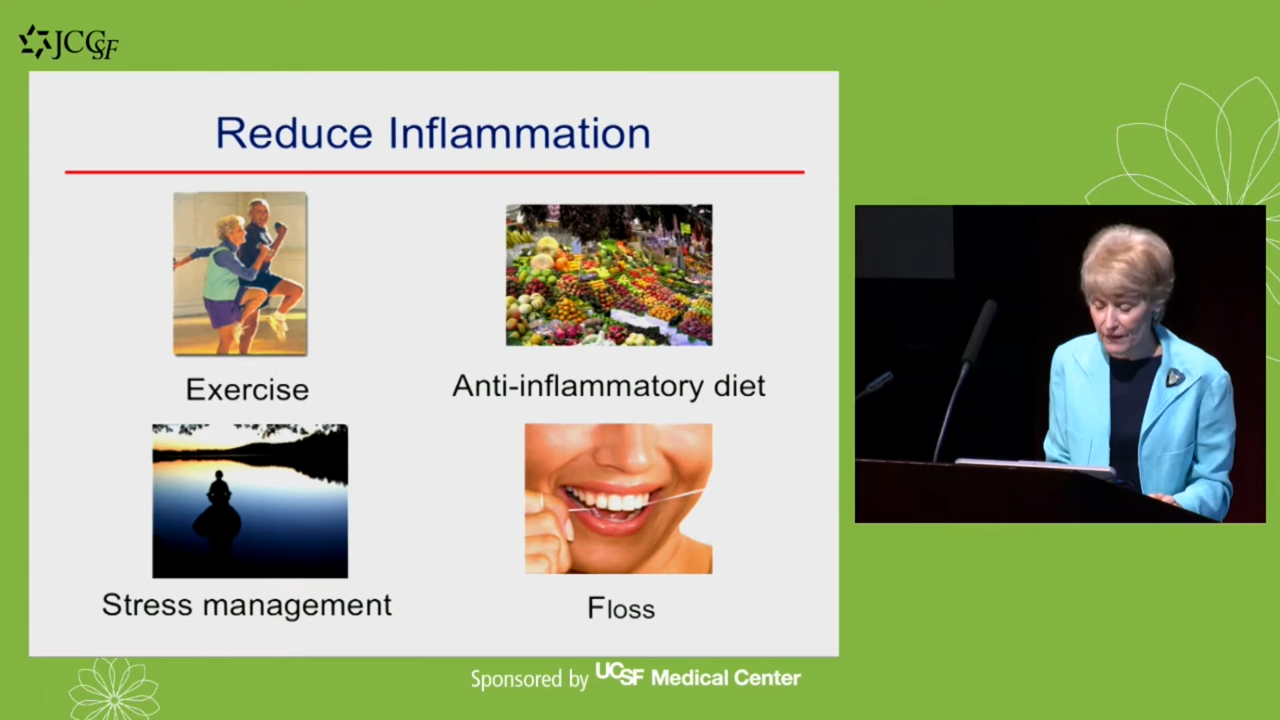 JCCSF
Reduce Inflammation
Exercise
Anti-inflammatory diet
Stress management
Floss
Sponsored by UCSF Medical Center